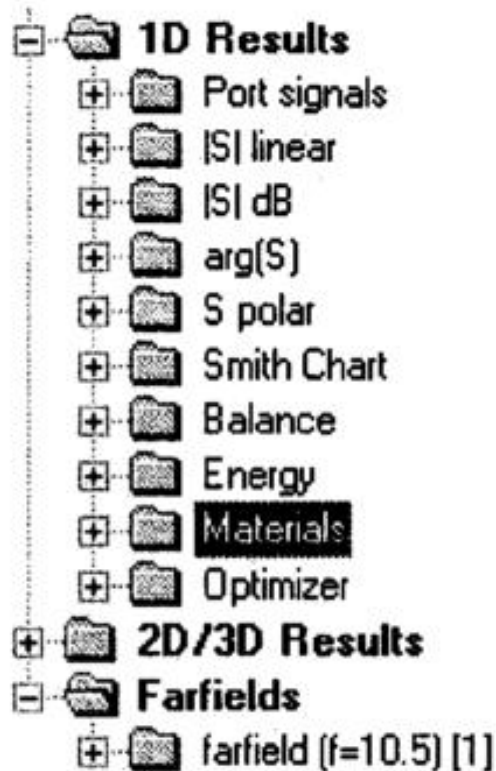 1D Results
Port signals
|S| linear
|S| dB
arg(S)
S polar
Smith Chart
Balance
Energy
Materials
Optimizer
2D/3D Results
Farfields
farfield (f=10.5) [1]